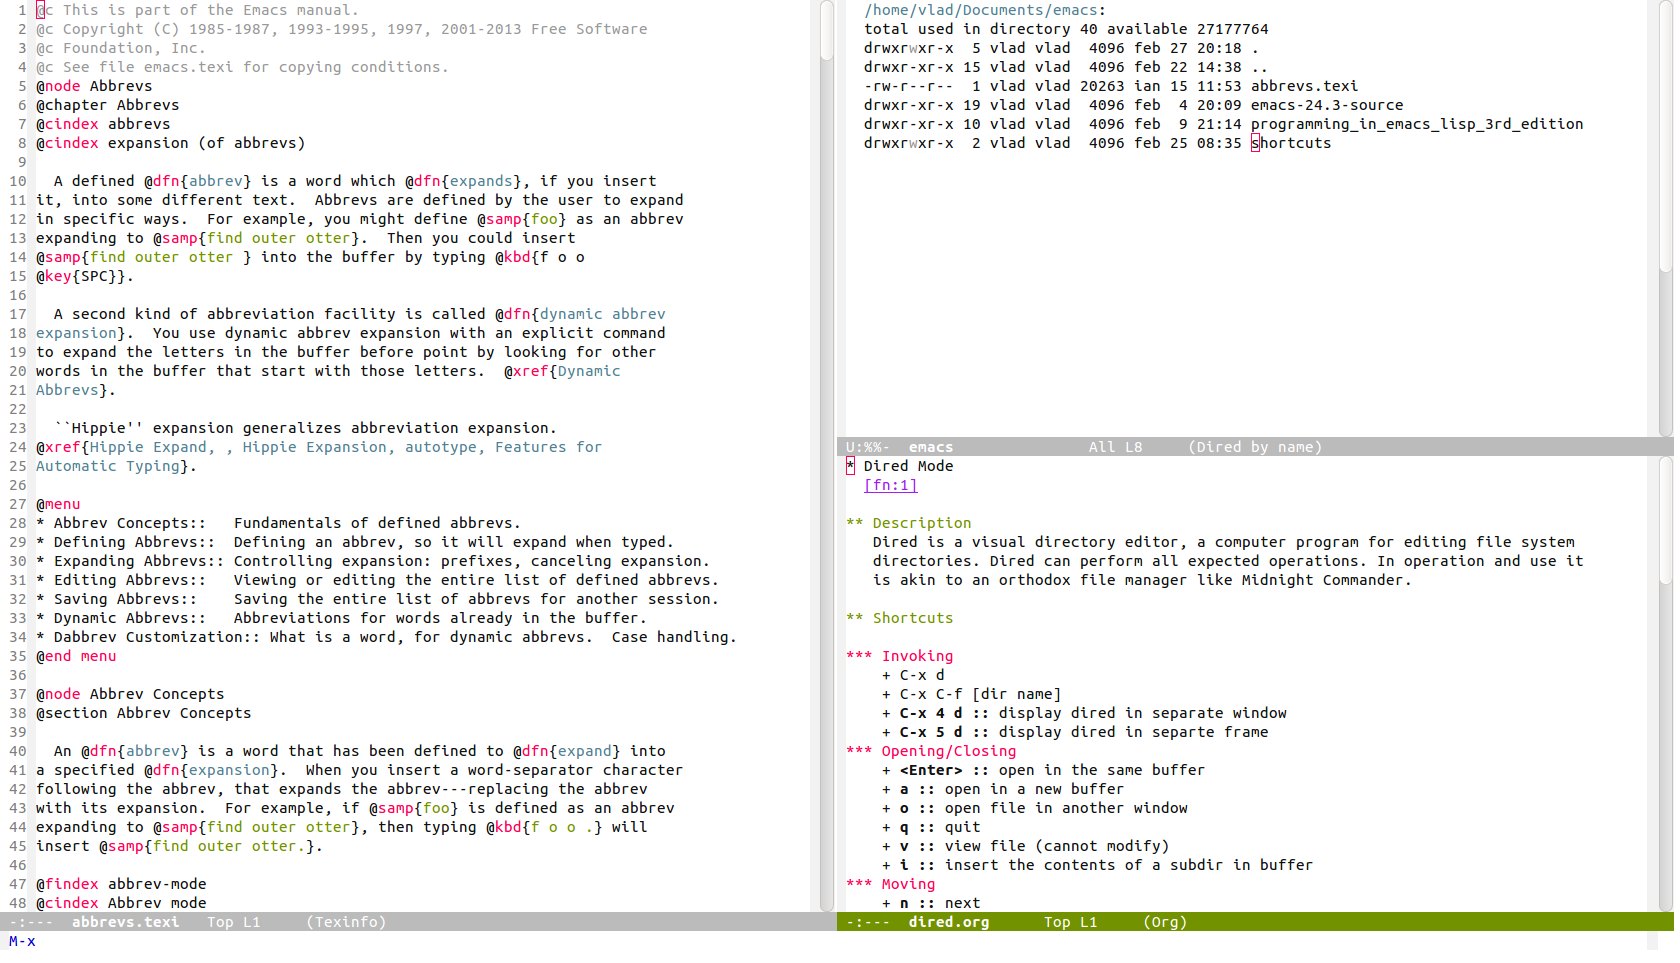 1 @c This is part of the Emacs manual.
2 @c Copyright (C) 1985-1987, 1993-1995, 1997, 2001-2013 Free Software
3 @c Foundation, Inc.
4 @c See file emacs.texi for copying conditions.
5 @node Abbrevs
6 @chapter Abbrevs
7 @cindex abbrevs
8 @cindex expansion (of abbrevs)
9
10   A defined @dfn{abbrev} is a word which @dfn{expands}, if you insert
11 it, into some different text.  Abbrevs are defined by the user to expand
12 in specific ways.  For example, you might define @samp{foo} as an abbrev
13 expanding to @samp{find outer otter}.  Then you could insert
14 @samp{find outer otter } into the buffer by typing @kbd{f o o
15 @key{SPC}}.
16
17   A second kind of abbreviation facility is called @dfn{dynamic abbrev
18 expansion}.  You use dynamic abbrev expansion with an explicit command
19 to expand the letters in the buffer before point by looking for other
20 words in the buffer that start with those letters.  @xref{Dynamic
21 Abbrevs}.
22
23   ``Hippie'' expansion generalizes abbreviation expansion.
24 @xref{Hippie Expand, , Hippie Expansion, autotype, Features for
25 Automatic Typing}.
26
27 @menu
28 * Abbrev Concepts::   Fundamentals of defined abbrevs.
29 * Defining Abbrevs::  Defining an abbrev, so it will expand when typed.
30 * Expanding Abbrevs:: Controlling expansion: prefixes, canceling expansion.
31 * Editing Abbrevs::   Viewing or editing the entire list of defined abbrevs.
32 * Saving Abbrevs::    Saving the entire list of abbrevs for another session.
33 * Dynamic Abbrevs::   Abbreviations for words already in the buffer.
34 * Dabbrev Customization:: What is a word, for dynamic abbrevs.  Case handling.
35 @end menu
36
37 @node Abbrev Concepts
38 @section Abbrev Concepts
39
40   An @dfn{abbrev} is a word that has been defined to @dfn{expand} into
41 a specified @dfn{expansion}.  When you insert a word-separator character
42 following the abbrev, that expands the abbrev---replacing the abbrev
43 with its expansion.  For example, if @samp{foo} is defined as an abbrev
44 expanding to @samp{find outer otter}, then typing @kbd{f o o .} will
45 insert @samp{find outer otter.}.
46
47 @findex abbrev-mode
48 @cindex Abbrev mode
-:---  abbrevs.texi   Top L1     (Texinfo)
M-x
/home/vlad/Documents/emacs:
total used in directory 40 available 27177764
drwxrwxr-x  5 vlad vlad  4096 feb 27 20:18 .
drwxr-xr-x 15 vlad vlad  4096 feb 22 14:38 ..
-rw-r--r--  1 vlad vlad 20263 ian 15 11:53 abbrevs.texi
drwxr-xr-x 19 vlad vlad  4096 feb  4 20:09 emacs-24.3-source
drwxr-xr-x 10 vlad vlad  4096 feb  9 21:14 programming_in_emacs_lisp_3rd_edition
drwxrwxr-x  2 vlad vlad  4096 feb 25 08:35 shortcuts
U:%%-  emacs               All L8     (Dired by name)
* Dired Mode
[fn:1]
** Description
Dired is a visual directory editor, a computer program for editing file system
directories. Dired can perform all expected operations. In operation and use it
is akin to an orthodox file manager like Midnight Commander.
** Shortcuts
*** Invoking
+ C-x d
+ C-x C-f [dir name]
+ C-x 4 d :: display dired in separate window
+ C-x 5 d :: display dired in separte frame
*** Opening/Closing
+ <Enter> :: open in the same buffer
+ a :: open in a new buffer
+ o :: open file in another window
+ q :: quit
+ v :: view file (cannot modify)
+ i :: insert the contents of a subdir in buffer
*** Moving
+ n :: next
-:---  dired.org      Top L1     (Org)